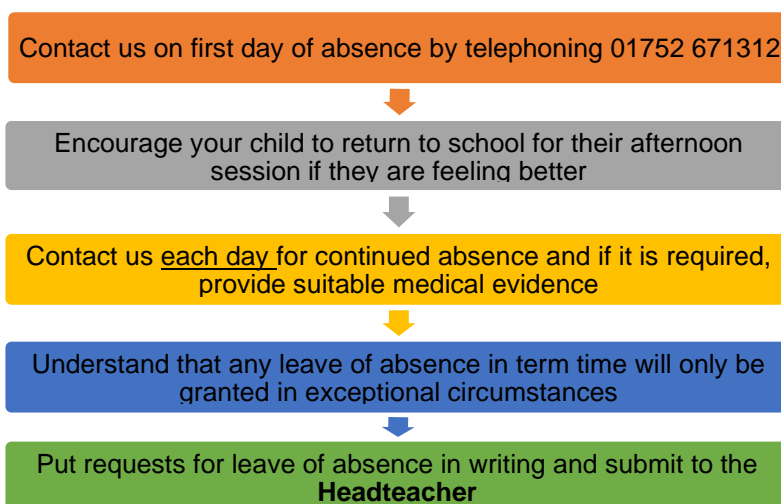 Contact us on first day of absence by telephoning 01752 671312
Encourage your child to return to school for their afternoon
session if they are feeling better
Contact us each day for continued absence and if it is required,
provide suitable medical evidence
Understand that any leave of absence in term time will only be
granted in exceptional circumstances
Put requests for leave of absence in writing and submit to the
Headteacher